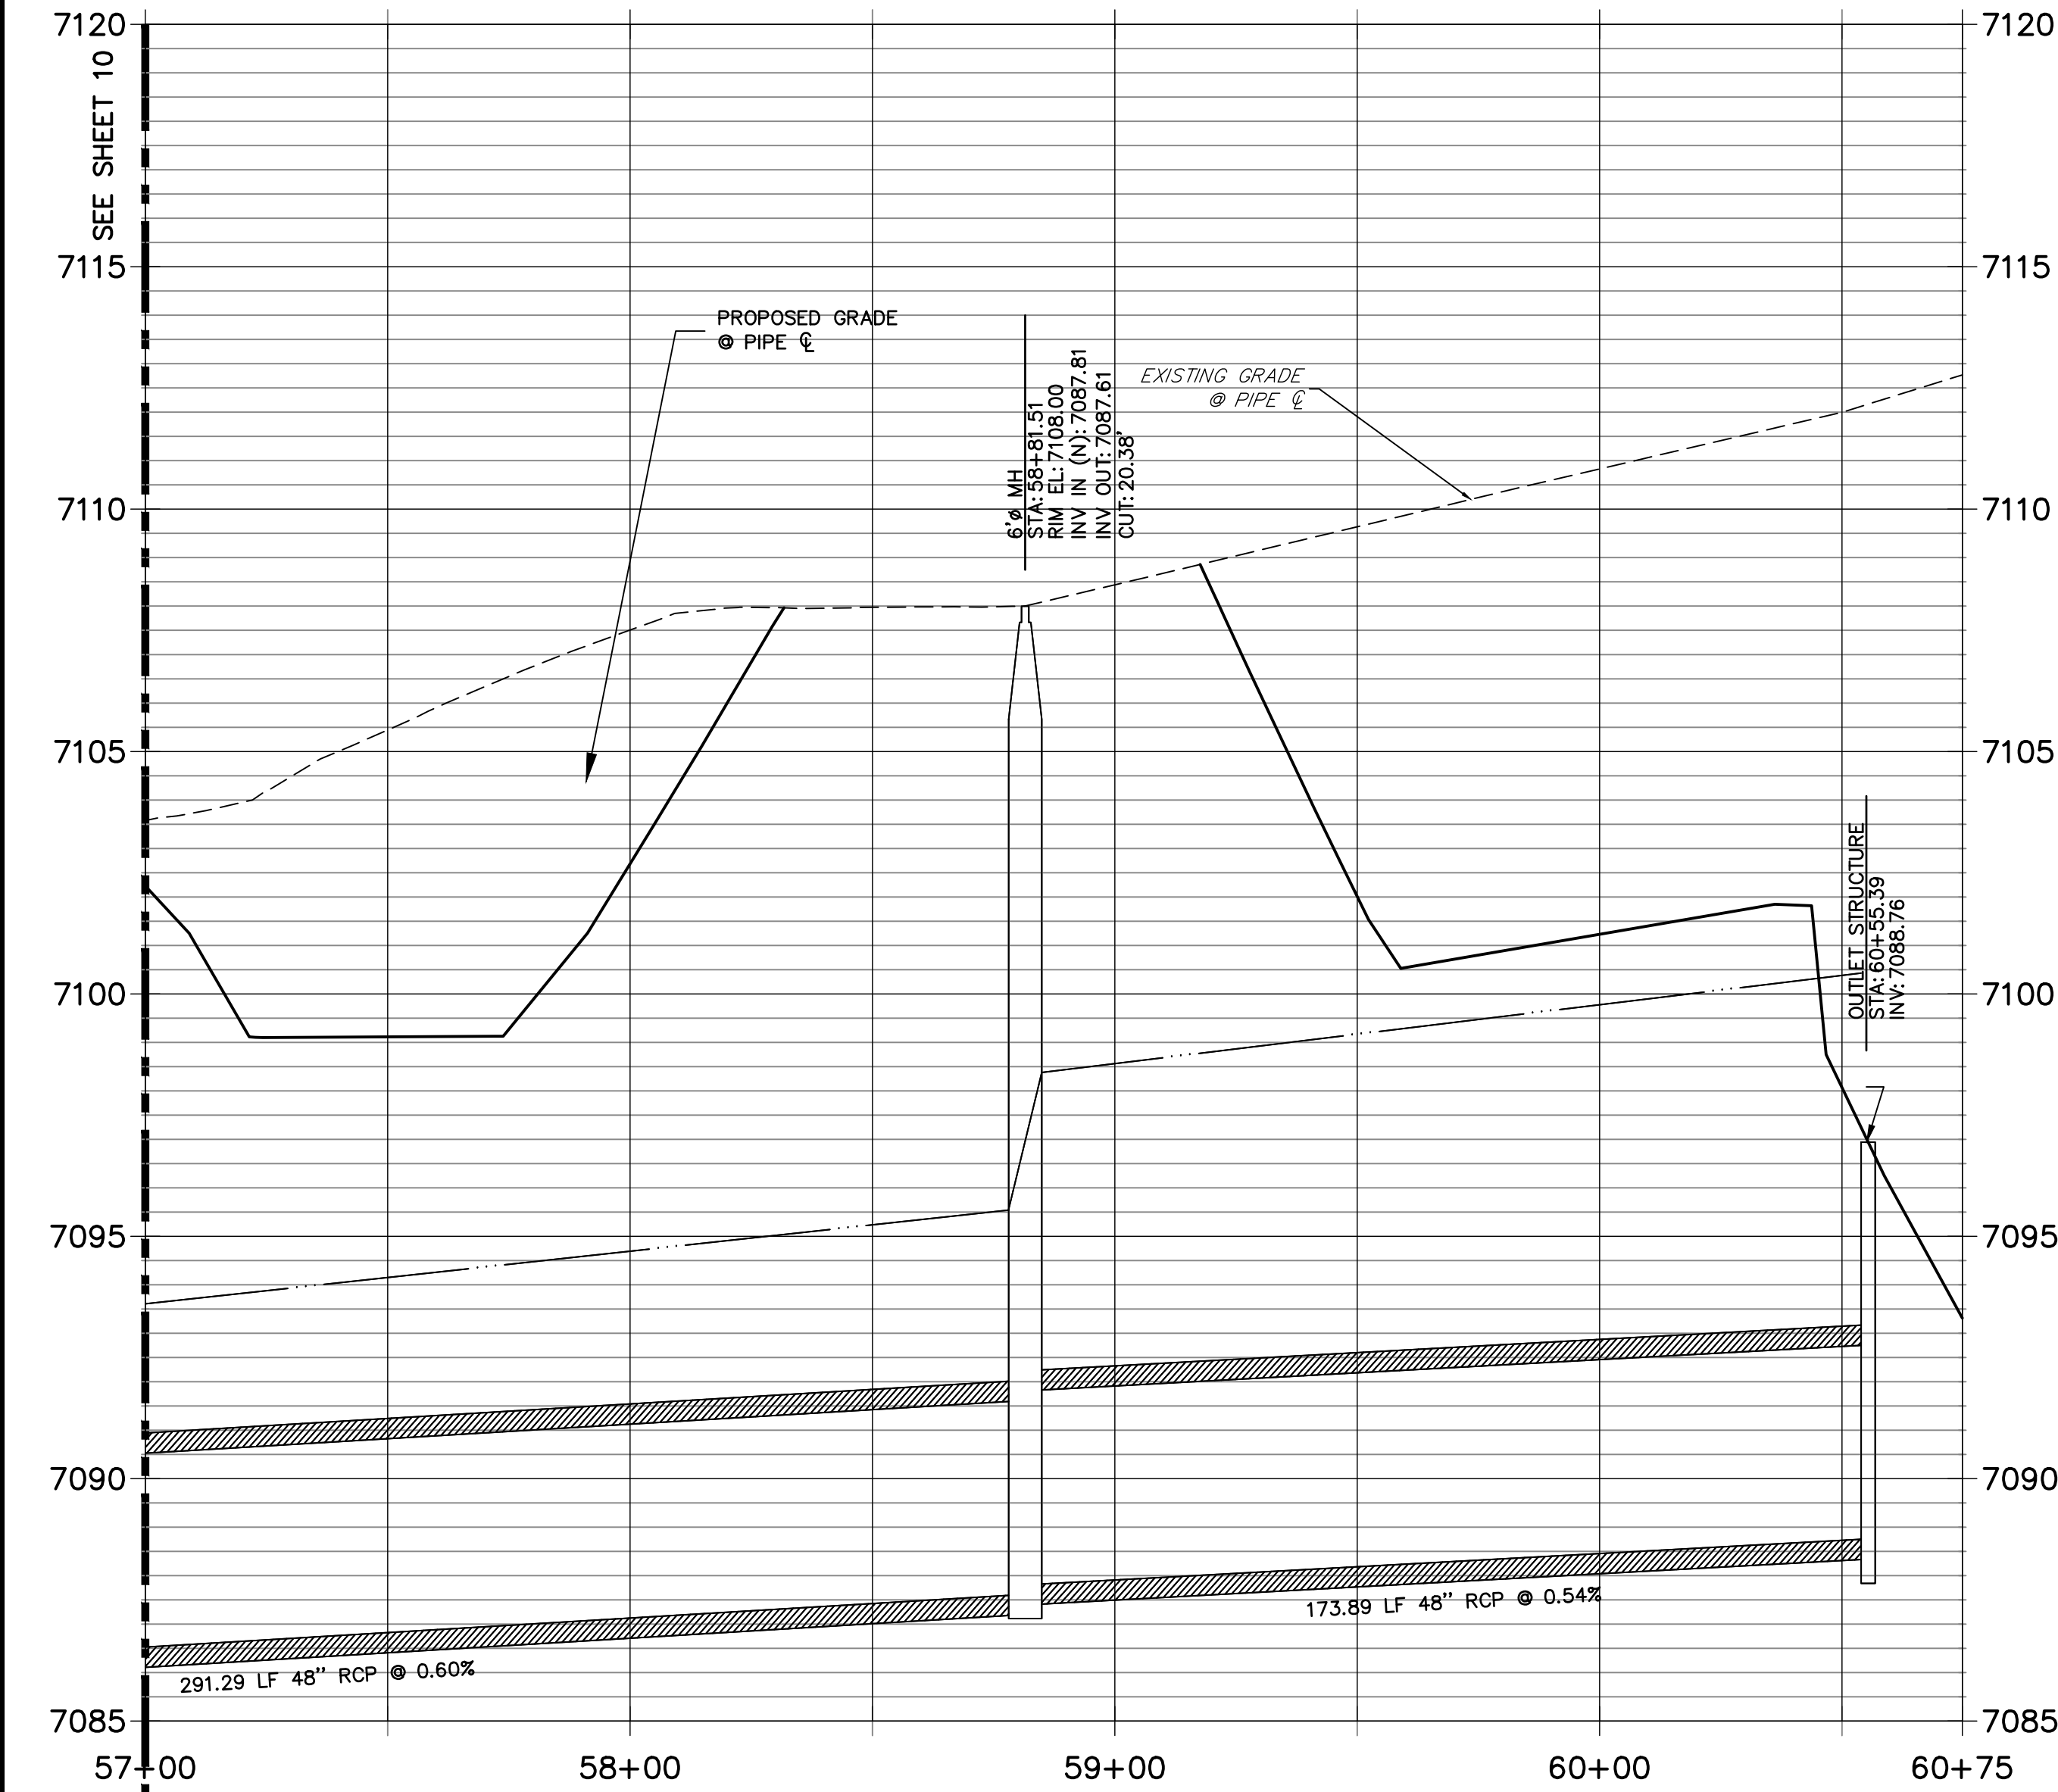 7120
7120
SEE SHEET 10
7115
7115
PROPOSED GRADE
@ PIPE ℄
6'ø MH
STA: 58+81.51
RIM EL: 7108.00
INV IN (N): 7087.81
INV OUT: 7087.61
CUT: 20.38'
EXISTING GRADE
@ PIPE ℄
7110
7110
7105
7105
OUTLET STRUCTURE
STA: 60+55.39
INV: 7088.76
7100
7100
7095
7095
7090
7090
173.89 LF 48" RCP @ 0.54%
291.29 LF 48" RCP @ 0.60%
7085
7085
57+00
58+00
59+00
60+00
60+75